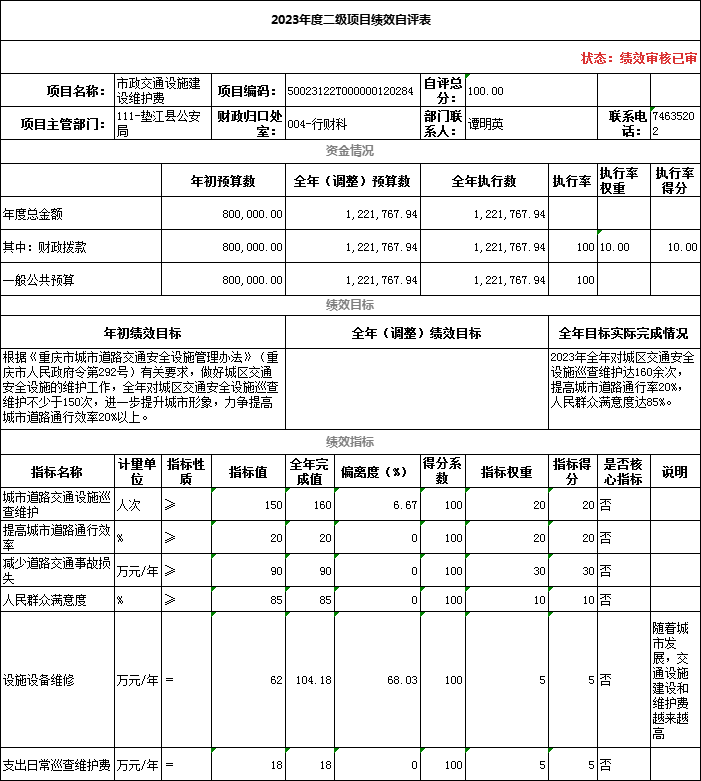 2023年度二级项目绩效自评表
状态：绩效审核已审
项目名称： 市政交通设施建设维护费 项目编码： 50023122T000000120284 自评总分： 100.00
项目主管部门： 111-垫江县公安局 财政归口处室： 004-行财科 部门联系人： 谭明英 联系电话： 74635202
资金情况
年初预算数 全年（调整）预算数 全年执行数 执行率 执行率权重 执行率得分
年度总金额 800,000.00 1,221,767.94 1,221,767.94
其中：财政拨款 800,000.00 1,221,767.94 1,221,767.94 100 10.00 10.00
一般公共预算 800,000.00 1,221,767.94 1,221,767.94 100
绩效目标
年初绩效目标 全年（调整）绩效目标 全年目标实际完成情况
根据《重庆市城市道路交通安全设施管理办法》（重
庆市人民政府令第292号）有关要求，做好城区交通
安全设施的维护工作，全年对城区交通安全设施巡查
维护不少于150次，进一步提升城市形象，力争提高
城市道路通行效率20%以上。
2023年全年对城区交通安全
设施巡查维护达160余次，
提高城市道路通行率20%，
人民群众满意度达85%。
绩效指标
指标名称 计量单位 指标性质 指标值 全年完成值 偏离度（%） 得分系数 指标权重 指标得分 是否核心指标 说明
城市道路交通设施巡查维护 人次 ≥ 150 160 6.67 100 20 20 否
提高城市道路通行效率 % ≥ 20 20 0 100 20 20 否
减少道路交通事故损失 万元/年 ≥ 90 90 0 100 30 30 否
人民群众满意度 % ≥ 85 85 0 100 10 10 否
设施设备维修 万元/年 = 62 104.18 68.03 100 5 5 否 随着城市发展，交通设施建设和维护费越来越高
支出日常巡查维护费 万元/年 = 18 18 0 100 5 5 否